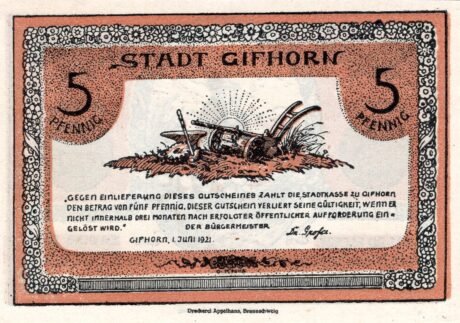 STADT GIFHORN
5 PFENNIG
5 PFENNIG
„GEGEN EINLIEFERUNG DIESES GUTSCHEINES ZAHLT DIE STADTKASSE ZU GIFHORN
DEN BETRAG VON FÜNF PFENNIG. DIESER GUTSCHEIN VERLIERT SEINE GÜLTIGKEIT, WENN ER
NICHT INNERHALB DREI MONATEN NACH ERFOLGTER ÖFFENTLICHER AUFFORDERUNG EIN=
GELÖST WIRD.“ DER BÜRGERMEISTER
GIFHORN, 1. JUNI 1921.
Druckerei Appelhans, Braunschweig